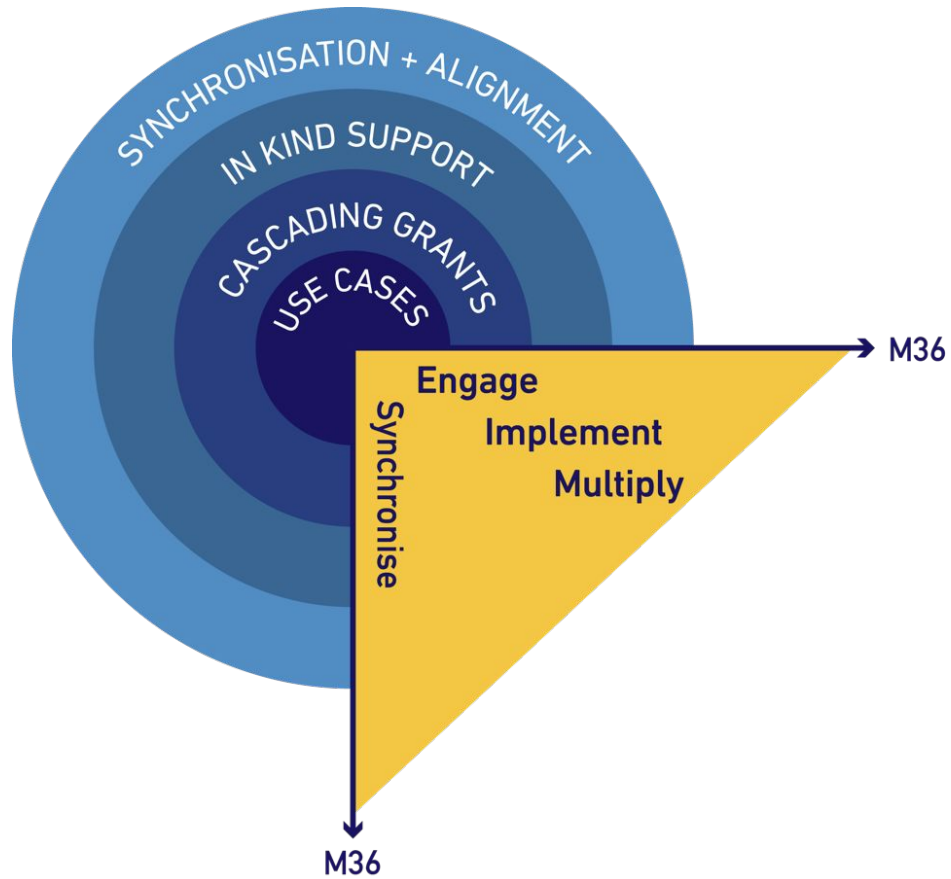 SYNCHRONISATION + ALIGNMENT
IN KIND SUPPORT
CASCADING GRANTS
USE CASES
M36
Engage
Implement
Multiply
Synchronise
M36